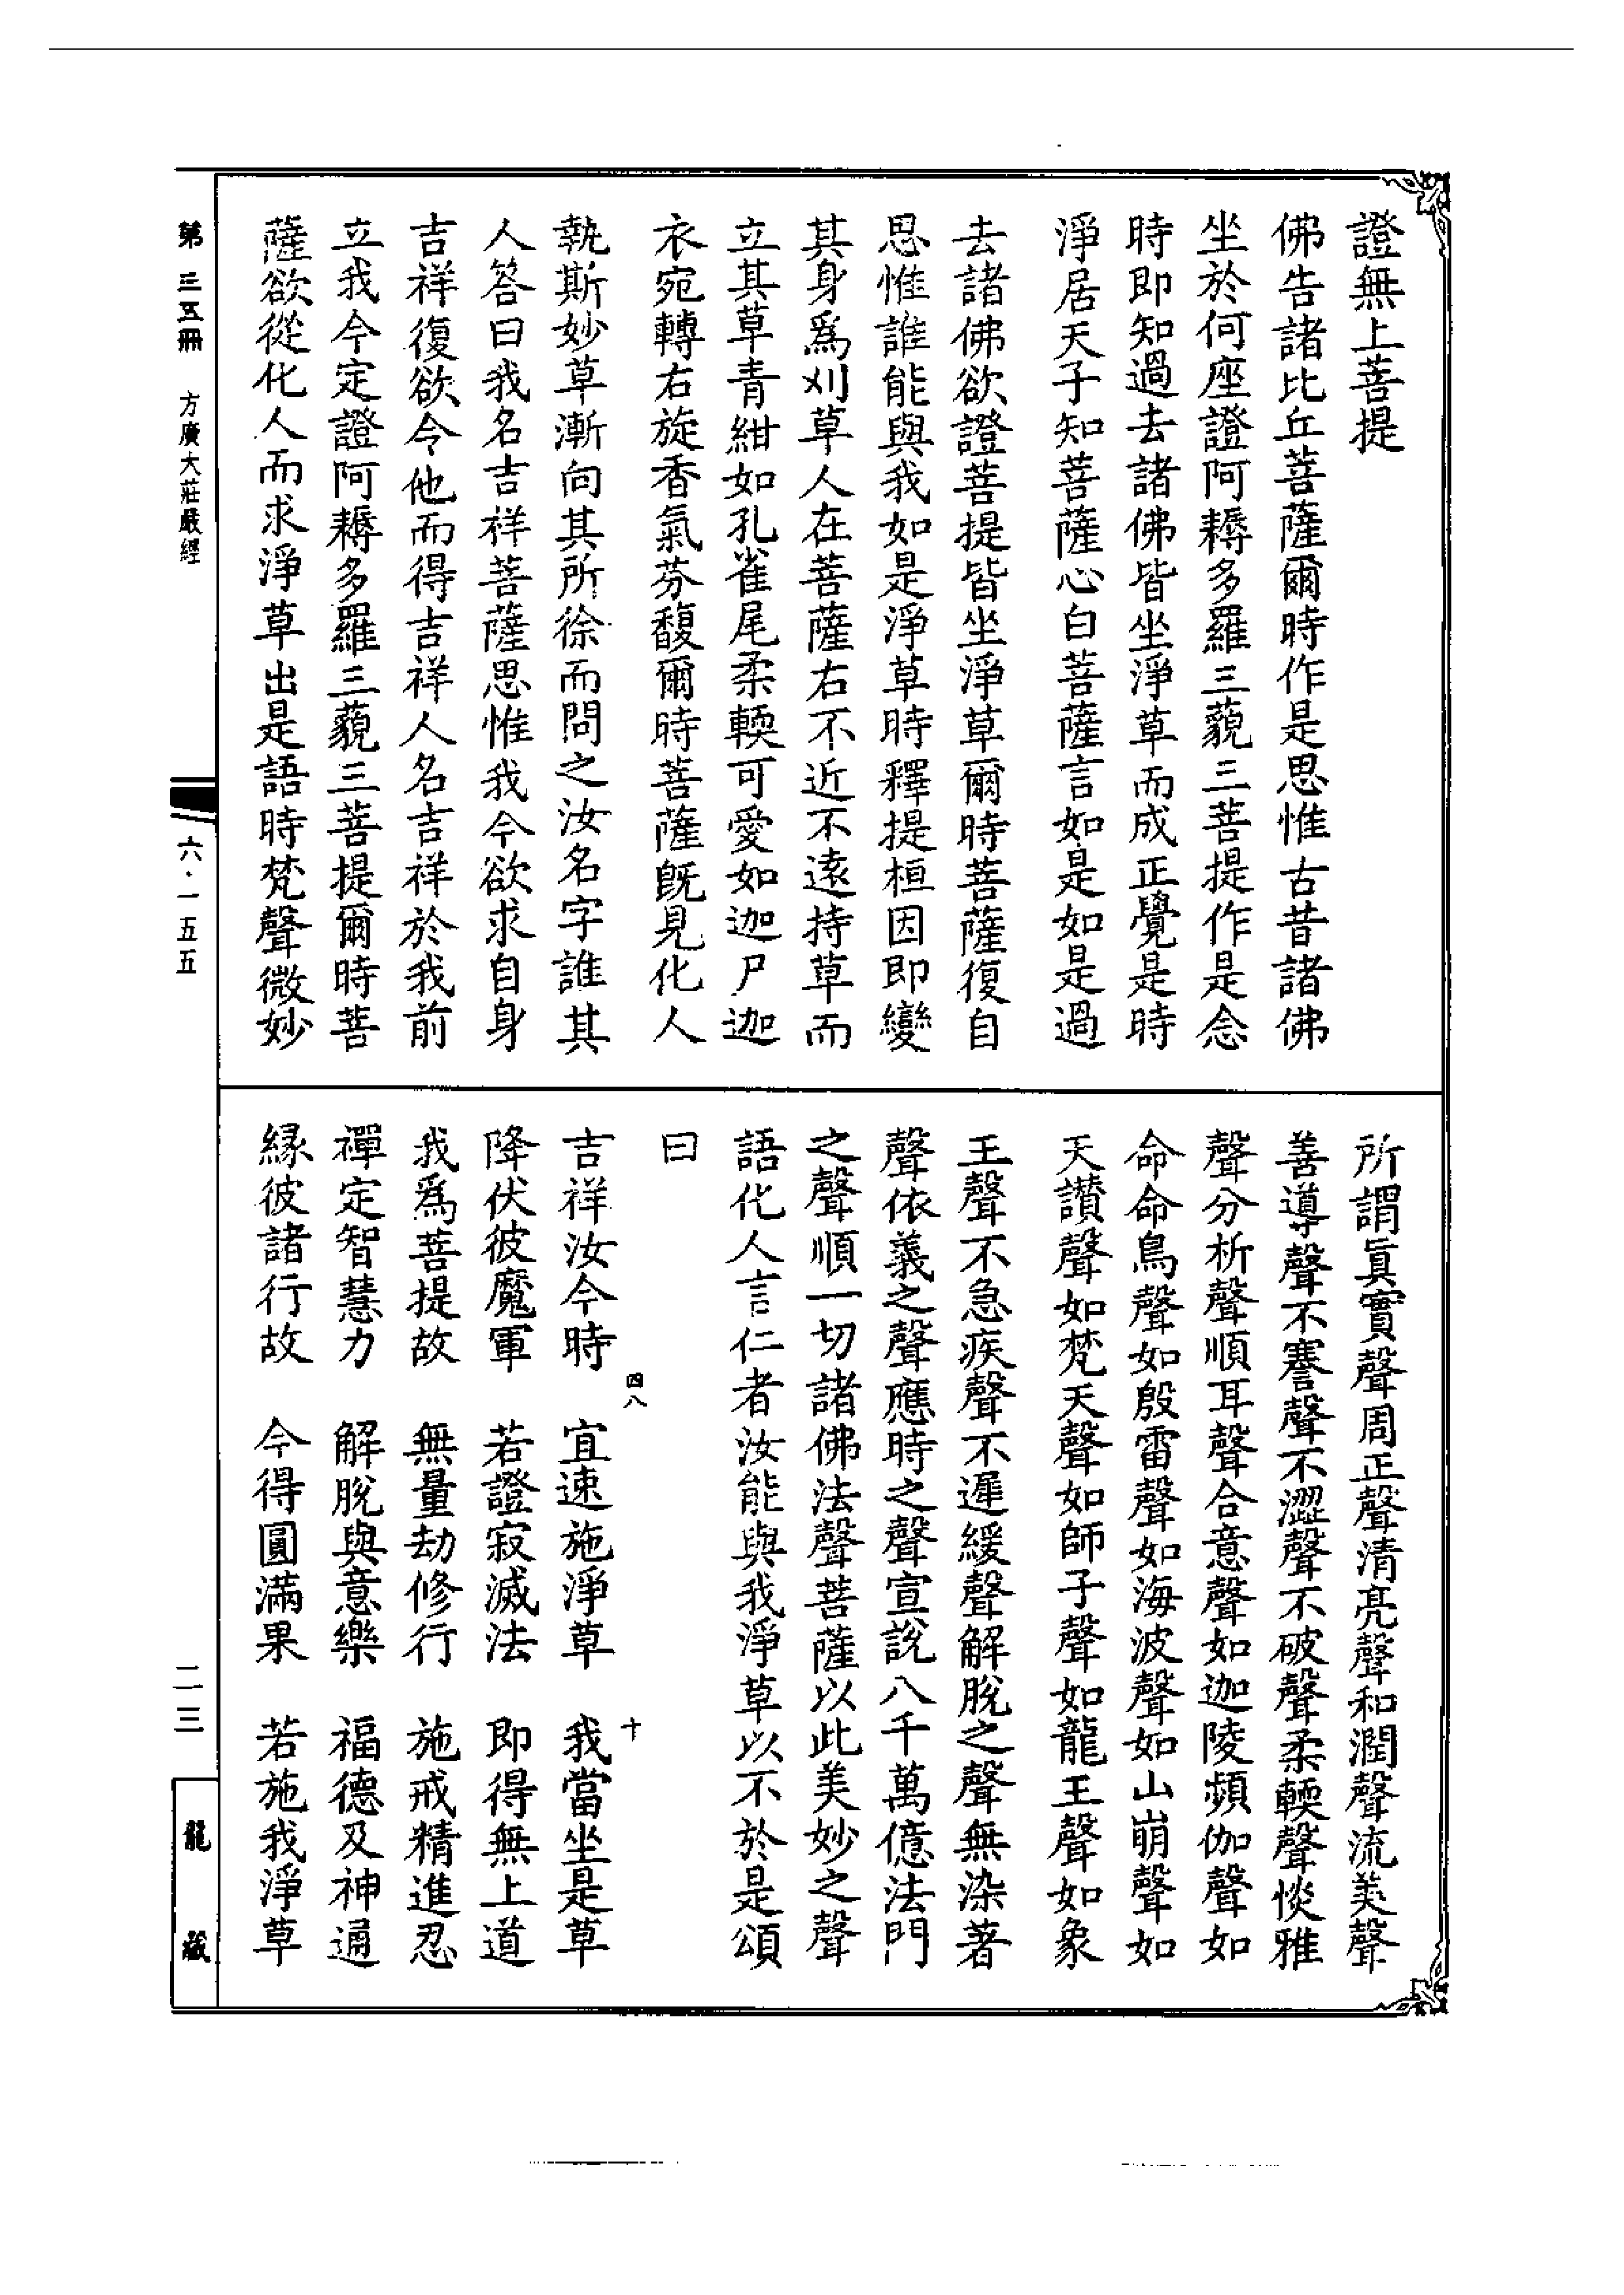 證無上菩提
佛告諸比丘菩薩爾時作是思惟古昔諸佛
坐於何座證阿耨多羅三藐三菩提作是念
時即知過去諸佛皆坐淨草而成正覺是時
淨居天子知菩薩心白菩薩言如是如是過
去諸佛欲證菩提皆坐淨草爾時菩薩復自
思惟誰能與我如是淨草時釋提桓因即變
其身爲刈草人在菩薩右不近不遠持草而
立其草青紺如孔雀尾柔輭可愛如迦尸迦
衣宛轉右旋香氣芬馥爾時菩薩既見化人
執斯妙草漸向其所徐而問之汝名字誰其
人答曰我名吉祥菩薩思惟我今欲求自身
吉祥復欲令他而得吉祥人名吉祥於我前
立我今定證阿耨多羅三藐三菩提爾時菩
薩欲從化人而求淨草出是語時梵聲微妙
所謂眞實聲周正聲清亮聲和潤聲流美聲
善導聲不謇聲不澀聲不破聲柔輭聲憺雅
聲分析聲順耳聲合意聲如迦陵頻伽聲如
命命鳥聲如殷雷聲如海波聲如山崩聲如
天讚聲如梵天聲如師子聲如龍王聲如象
王聲不急疾聲不遲緩聲解脫之聲無染著
聲依義之聲應時之聲宣說八千萬億法門
之聲順一切諸佛法聲菩薩以此美妙之聲
語化人言仁者汝能與我淨草以不於是頌
曰
四八 十
吉祥汝今時 宜速施淨草 我當坐是草
降伏彼魔軍 若證寂滅法 即得無上道
我爲菩提故 無量劫修行 施戒精進忍
禪定智慧力 解脫與意樂 福德及神通
緣彼諸行故 今得圓滿果 若施我淨草
第三五冊 方廣大莊嚴經 六·一五五 二三 龍藏